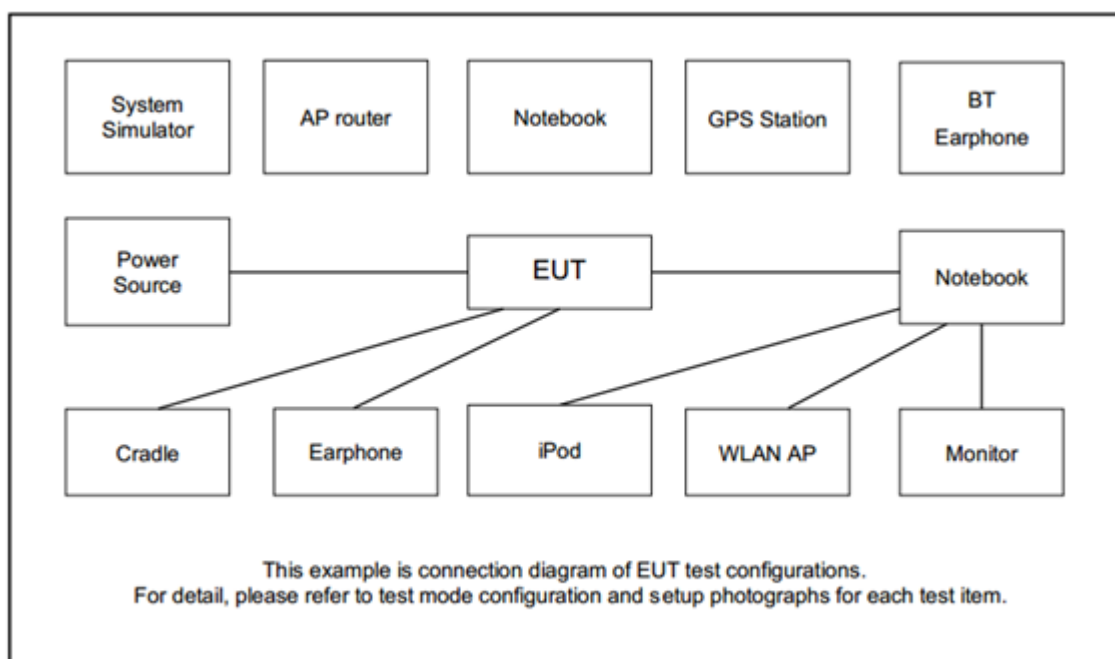 System
Simulator
AP router
Notebook
GPS Station
BT
Earphone
Power
Source
EUT
Notebook
Cradle
Earphone
iPod
WLAN AP
Monitor
This example is connection diagram of EUT test configurations.
For detail, please refer to test mode configuration and setup photographs for each test item.